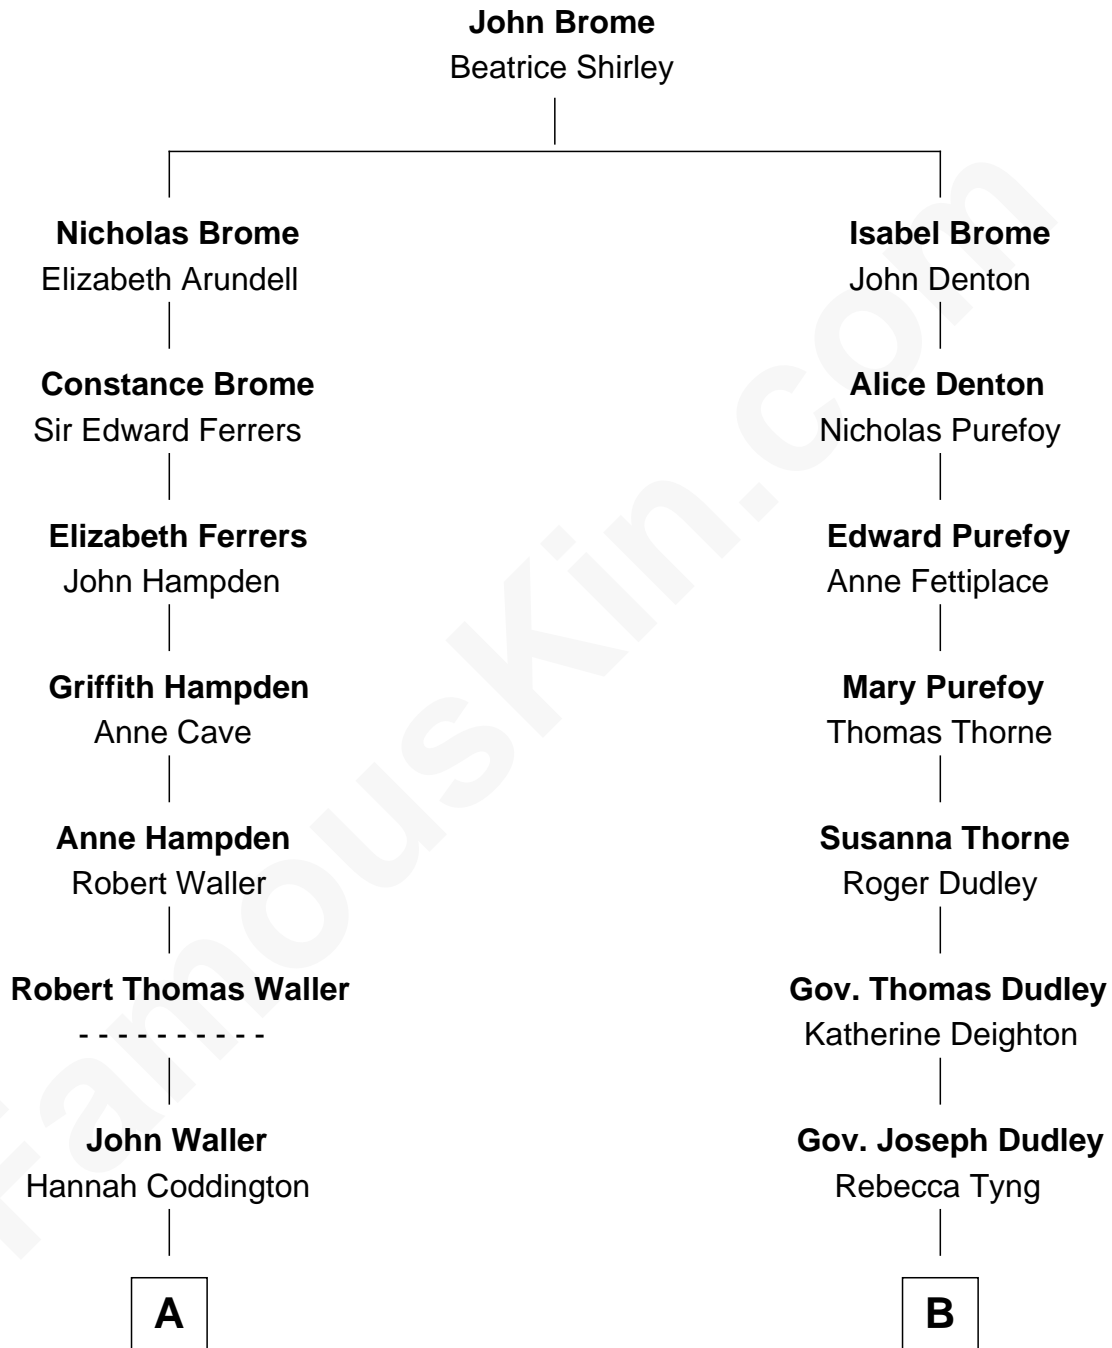 John Brome
Beatrice Shirley
Nicholas Brome
Elizabeth Arundell
Constance Brome
Sir Edward Ferrers
Elizabeth Ferrers
John Hampden
Griffith Hampden
Anne Cave
Anne Hampden
Robert Waller
Robert Thomas Waller
- - - - - - - - - -
John Waller
Hannah Coddington
A
Isabel Brome
John Denton
Alice Denton
Nicholas Purefoy
Edward Purefoy
Anne Fettiplace
Mary Purefoy
Thomas Thorne
Susanna Thorne
Roger Dudley
Gov. Thomas Dudley
Katherine Deighton
Gov. Joseph Dudley
Rebecca Tyng
B
FamousKin.com